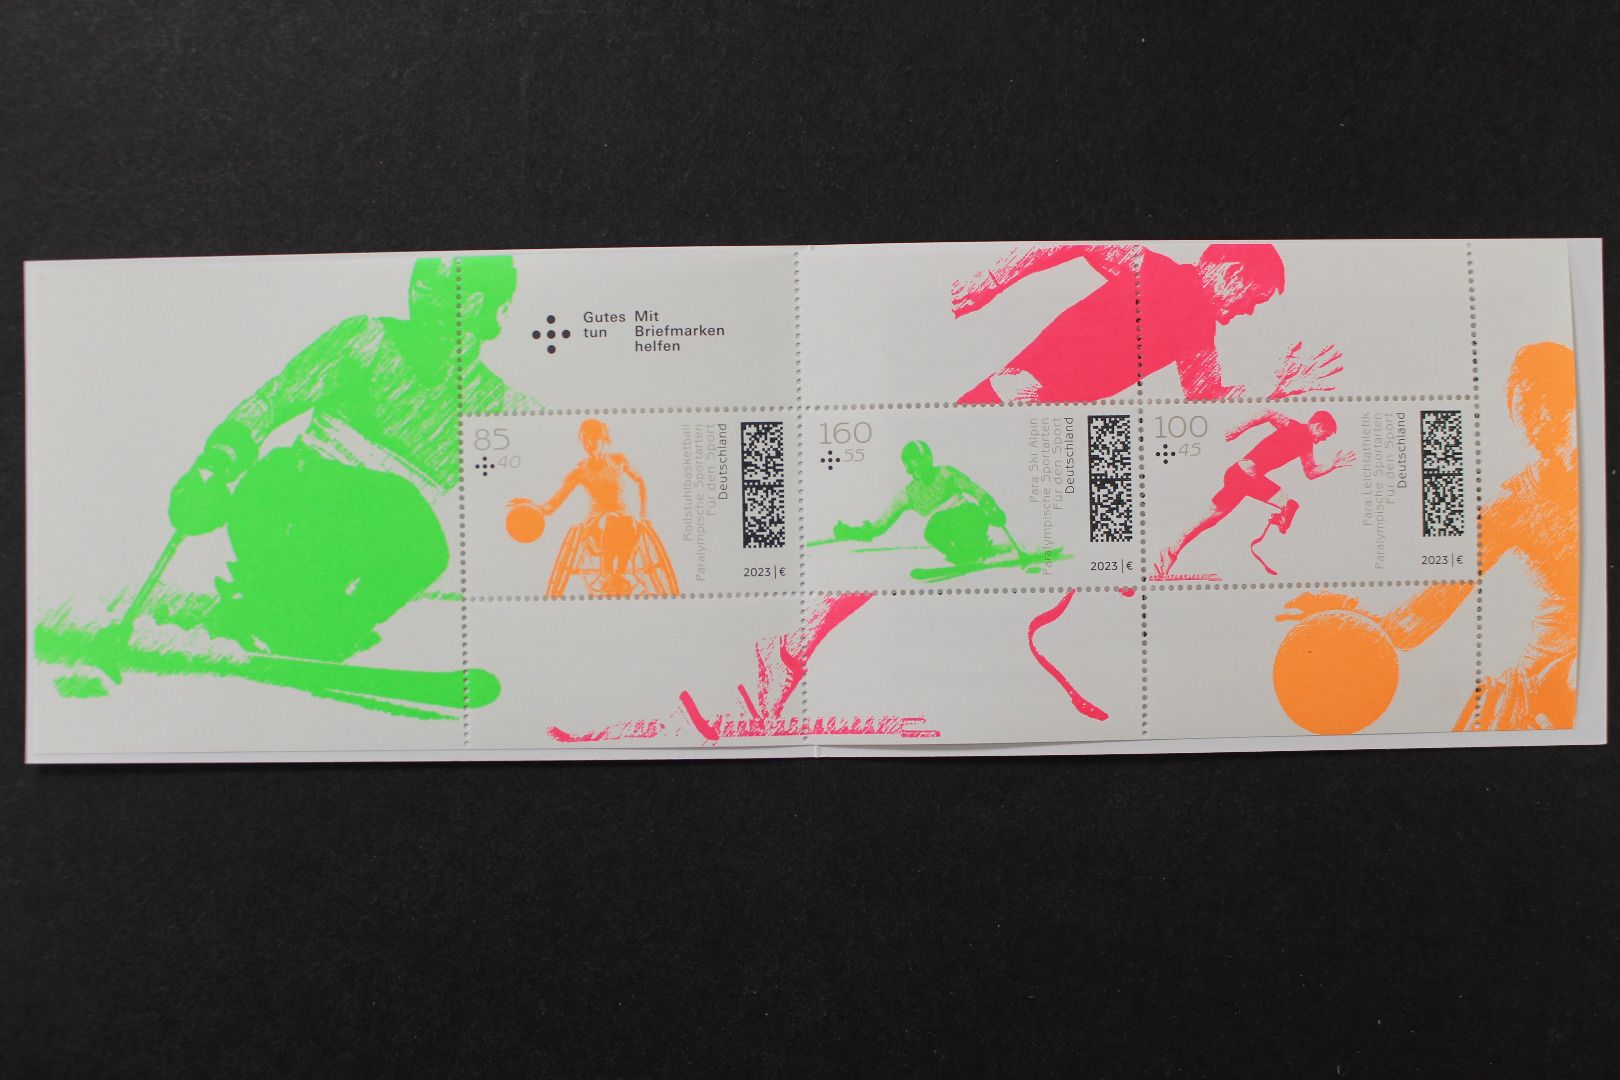 Gutes Mit
tun Briefmarken
helfen
85
+40
Rollstuhlbasketball
Paralympische Sportarten
Für den Sport
Deutschland
2023 | €
160
+55
Para Ski Alpin
Paralympische Sportarten
Für den Sport
Deutschland
2023 | €
100
+45
Para Leichtathletik
Paralympische Sportarten
Für den Sport
Deutschland
2023 | €